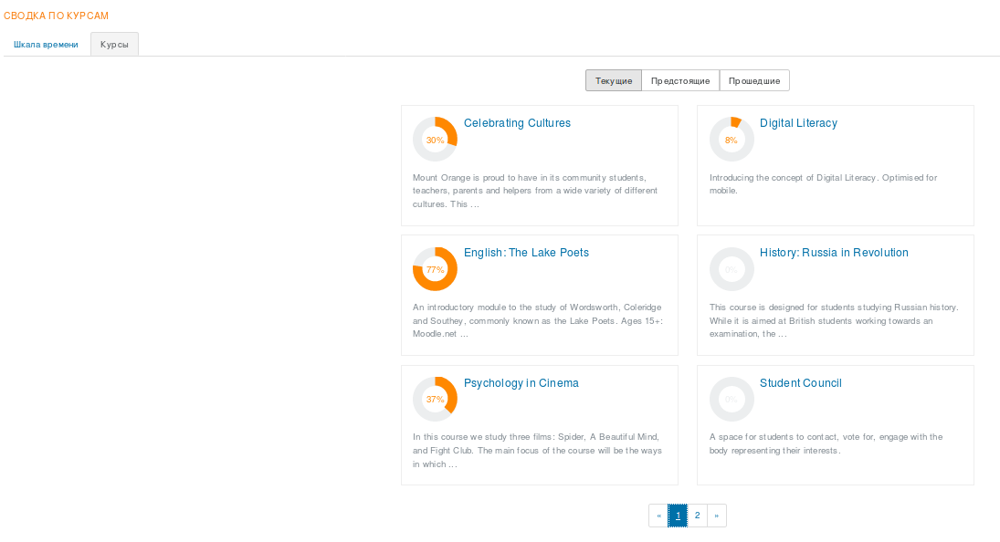 СВОДКА ПО КУРСАМ
Шкала времени
Курсы
Текущие
Предстоящие
Прошедшие
30%
Celebrating Cultures
Mount Orange is proud to have in its community students,
teachers, parents and helpers from a wide variety of different
cultures. This ...
8%
Digital Literacy
Introducing the concept of Digital Literacy. Optimised for
mobile.
77%
English: The Lake Poets
An introductory module to the study of Wordsworth, Coleridge
and Southey, commonly known as the Lake Poets. Ages 15+:
Moodle.net ...
0%
History: Russia in Revolution
This course is designed for students studying Russian history.
While it is aimed at British students working towards an
examination, the ...
37%
Psychology in Cinema
In this course we study three films: Spider, A Beautiful Mind,
and Fight Club. The main focus of the course will be the ways
in which ...
0%
Student Council
A space for students to contact, vote for, engage with the
body representing their interests.
« 1 2 »